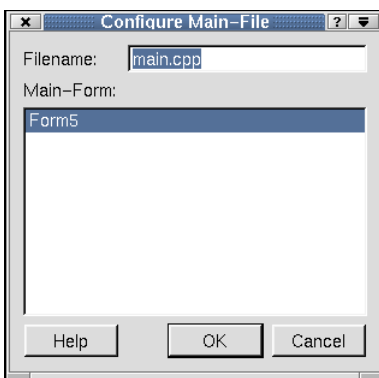 Configure Main-File
Filename: main.cpp
Main-Form:
Form5
Help OK Cancel